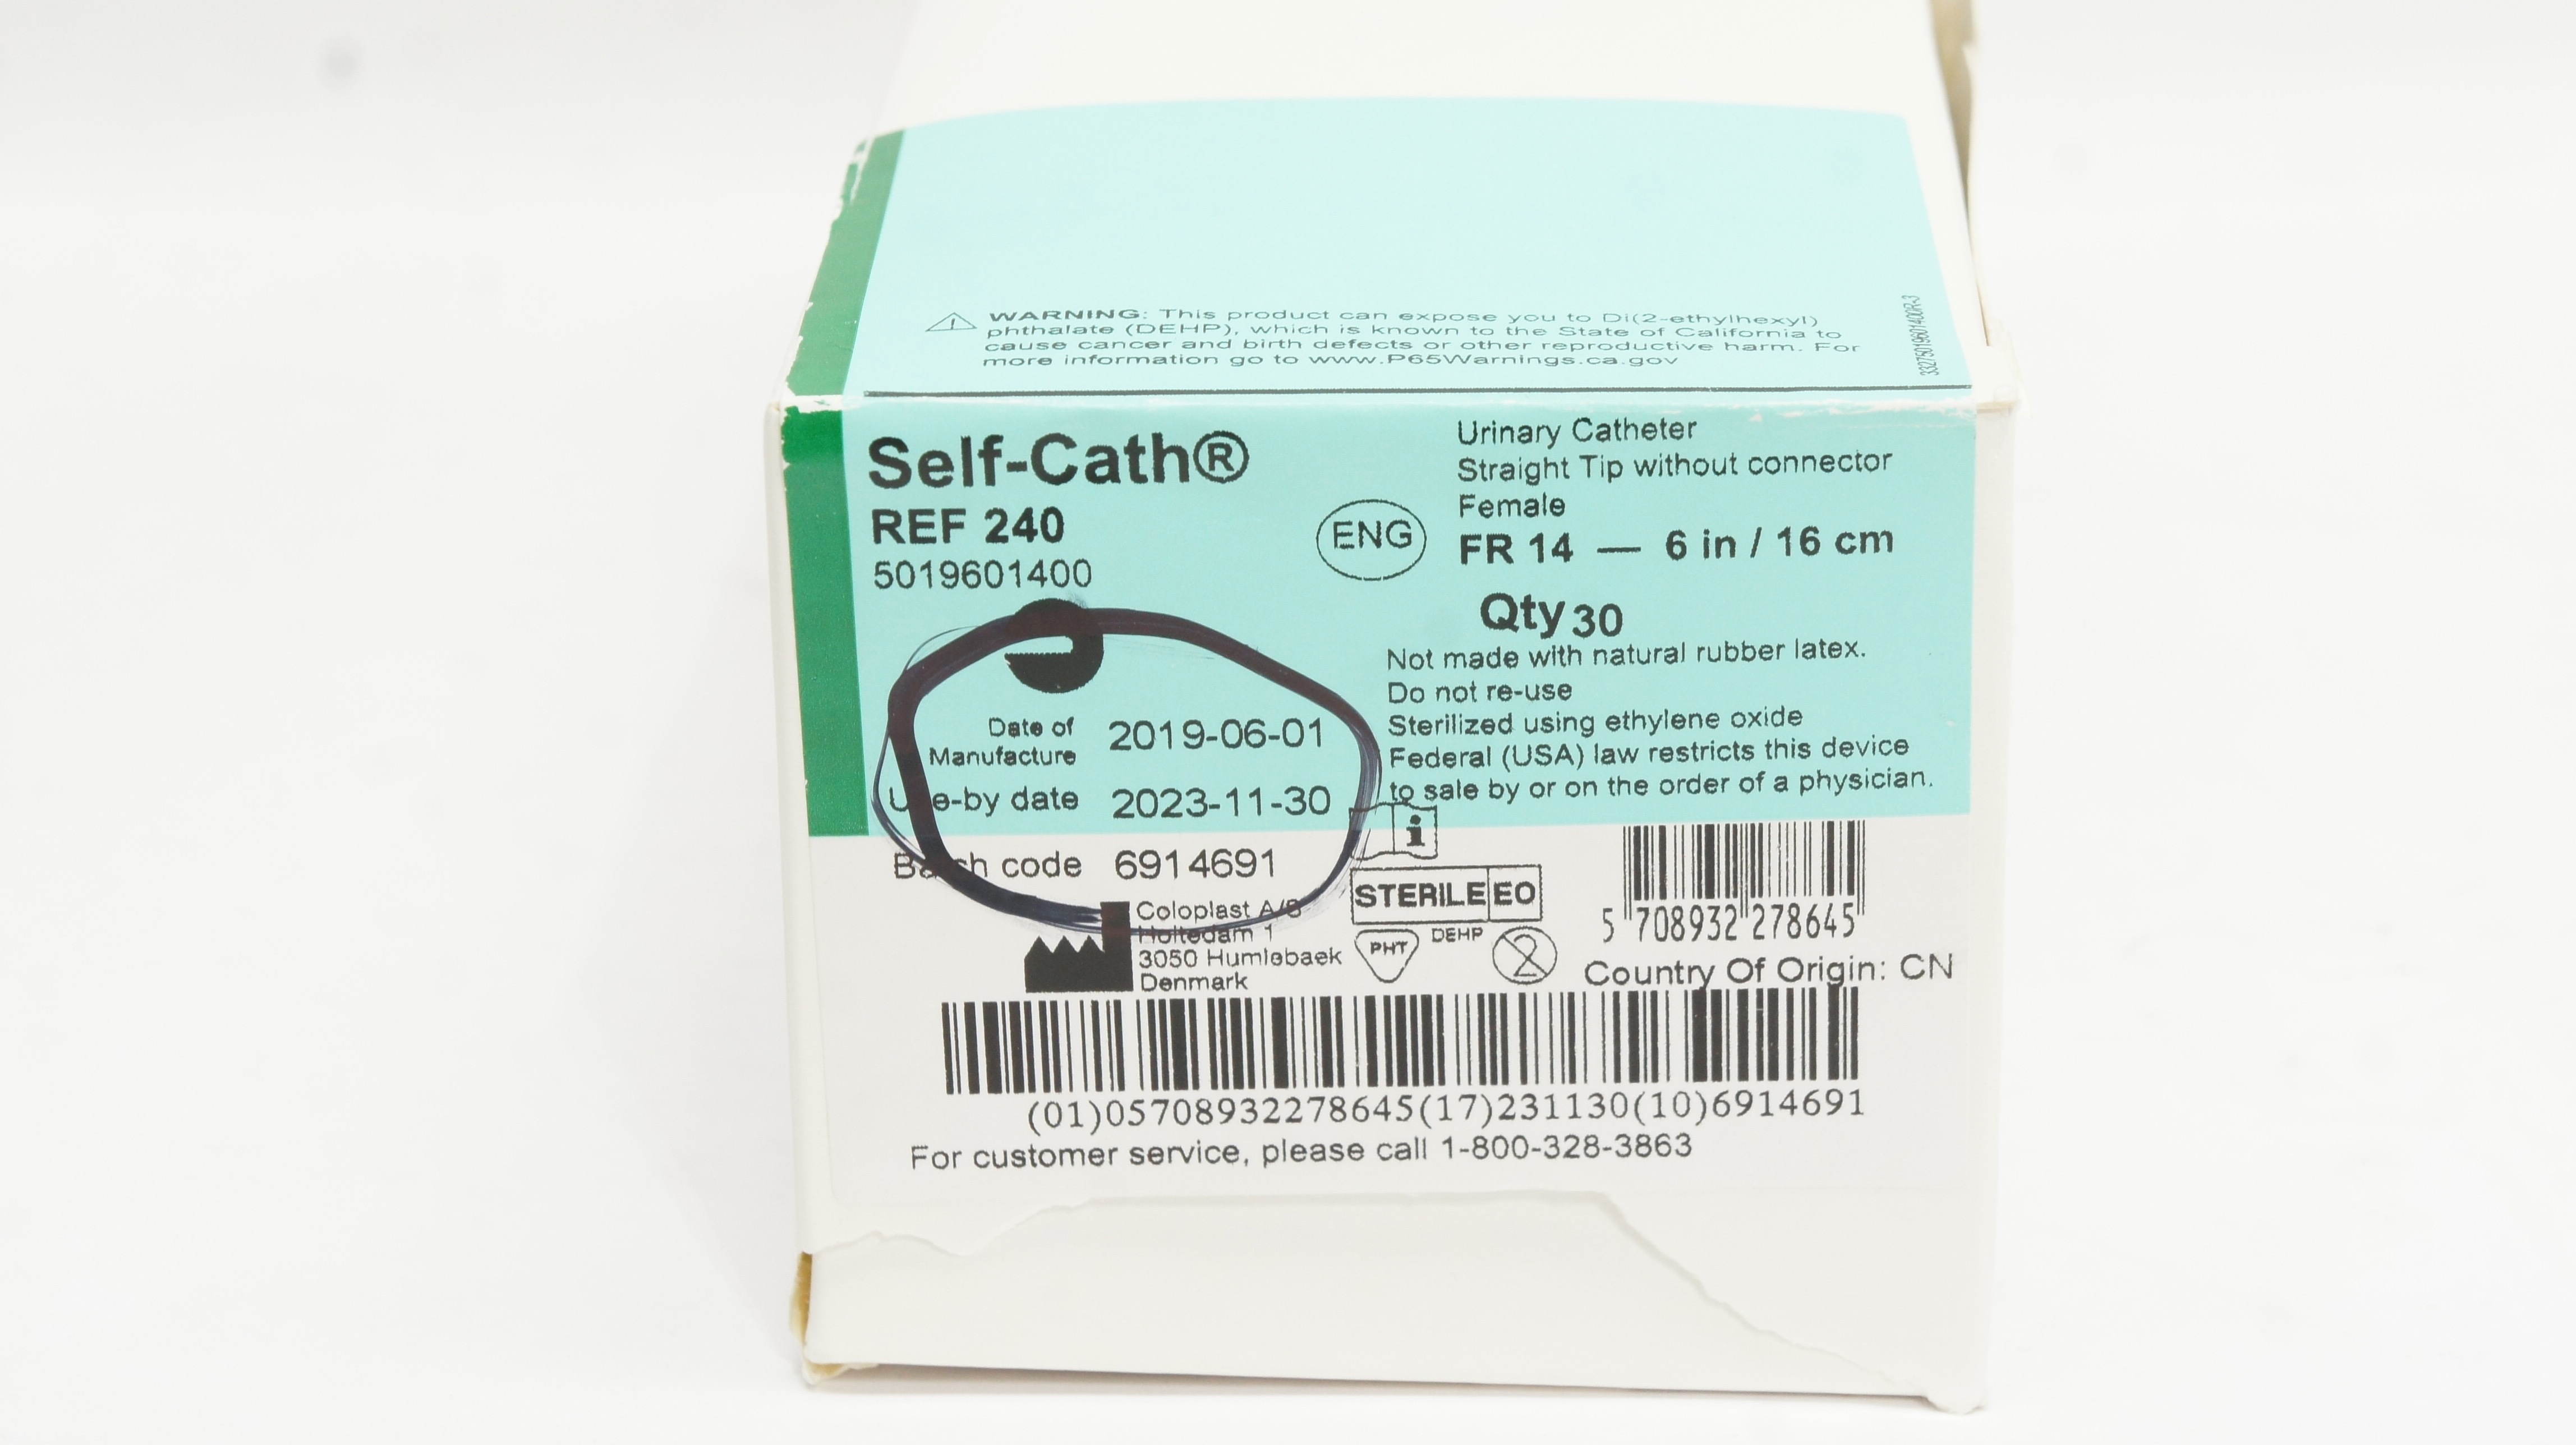 WARNING: This product can expose you to Di(2-ethylhexyl)
phthalate (DEHP), which is known to the State of California to
cause cancer and birth defects or other reproductive harm. For
more information go to www.P65Warnings.ca.gov
Self-Cath®
REF 240
5019601400
ENG
Urinary Catheter
Straight Tip without connector
Female
FR 14 — 6 in / 16 cm
Qty 30
Not made with natural rubber latex.
Do not re-use
Sterilized using ethylene oxide
Federal (USA) law restricts this device
to sale by or on the order of a physician.
Date of
Manufacture 2019-06-01
Use-by date 2023-11-30
Batch code 6914691
Coloplast A/S
Holtedam 1
3050 Humlebaek
Denmark
i
STERILE EO
PHT
DEHP
2
5 708932 278645
Country Of Origin: CN
(01)05708932278645(17)231130(10)6914691
For customer service, please call 1-800-328-3863